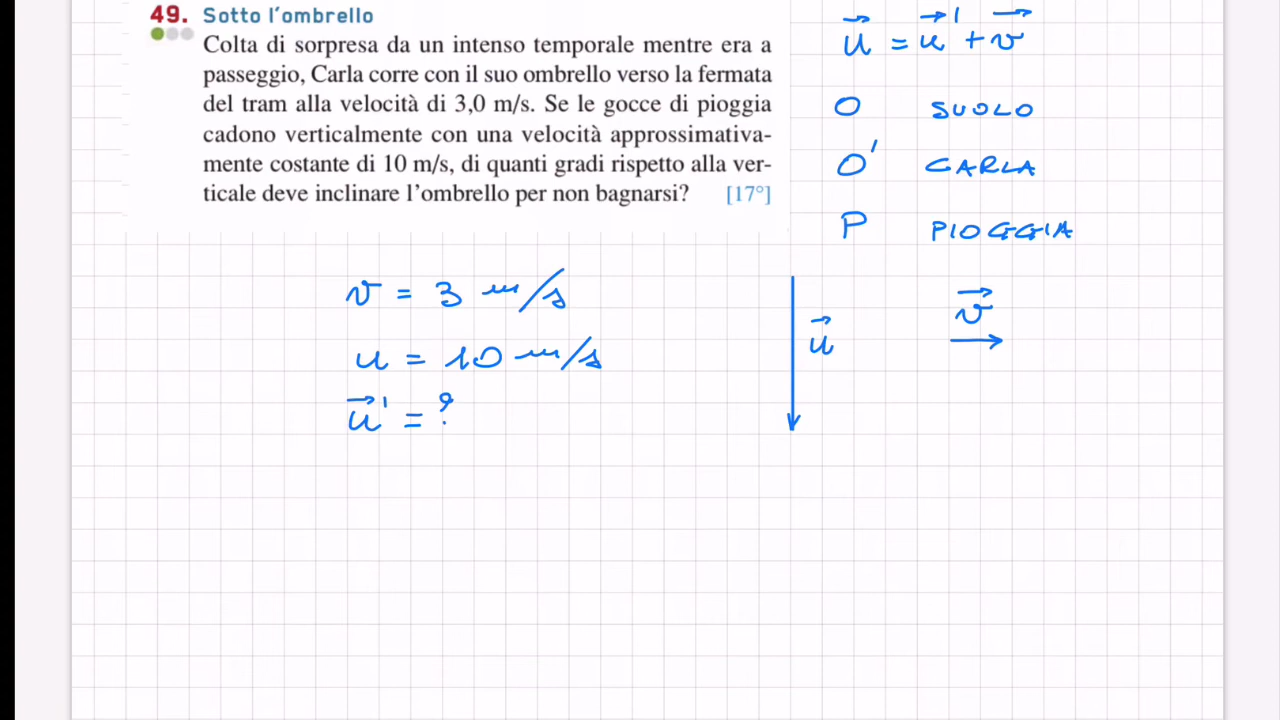 49. Sotto l'ombrello
Colta di sorpresa da un intenso temporale mentre era a
passeggio, Carla corre con il suo ombrello verso la fermata
del tram alla velocità di 3,0 m/s. Se le gocce di pioggia
cadono verticalmente con una velocità approssimativa-
mente costante di 10 m/s, di quanti gradi rispetto alla ver-
ticale deve inclinare l'ombrello per non bagnarsi? [17°]
u⃗ = u⃗' + v⃗
O SUOLO
O' CARLA
P PIOGGIA
v = 3 m/s
u = 10 m/s
u⃗' = ?
u⃗
v⃗